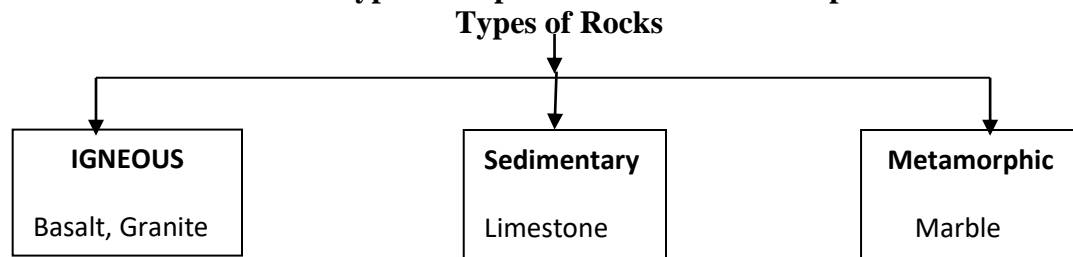 Types of Rocks
IGNEOUS
Basalt, Granite
Sedimentary
Limestone
Metamorphic
Marble